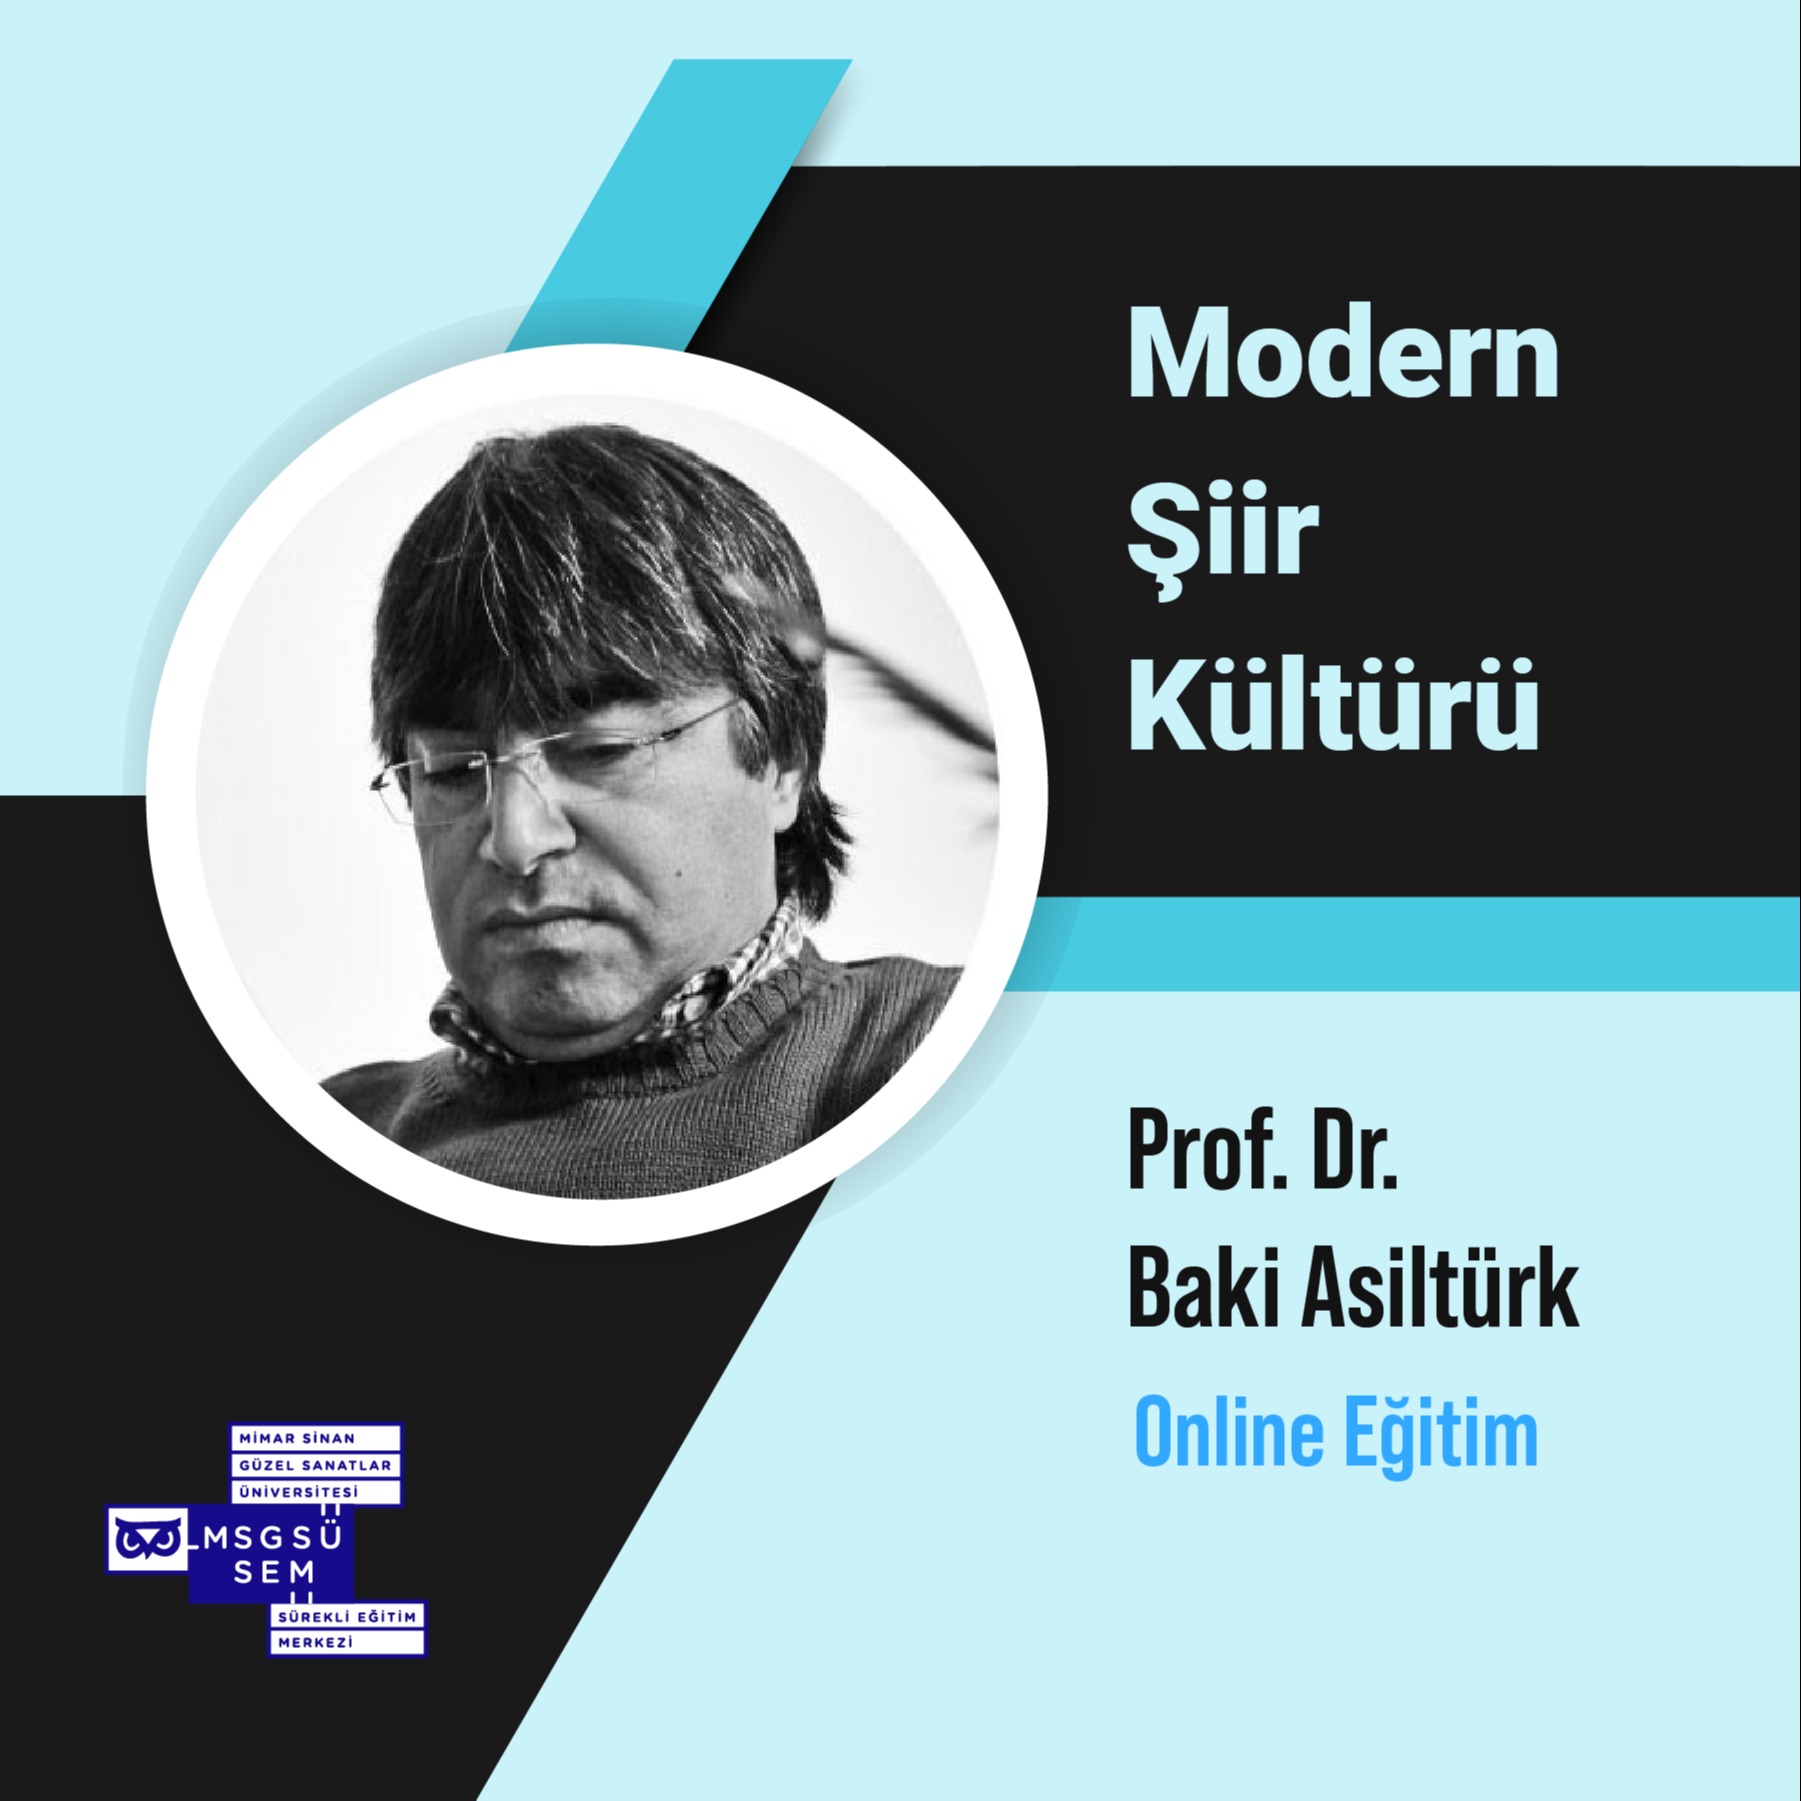 Modern
Şiir
Kültürü
Prof. Dr.
Baki Asiltürk
Online Eğitim
MİMAR SİNAN
GÜZEL SANATLAR
ÜNİVERSİTESİ
MSGSÜ
SEM
SÜREKLİ EĞİTİM
MERKEZİ